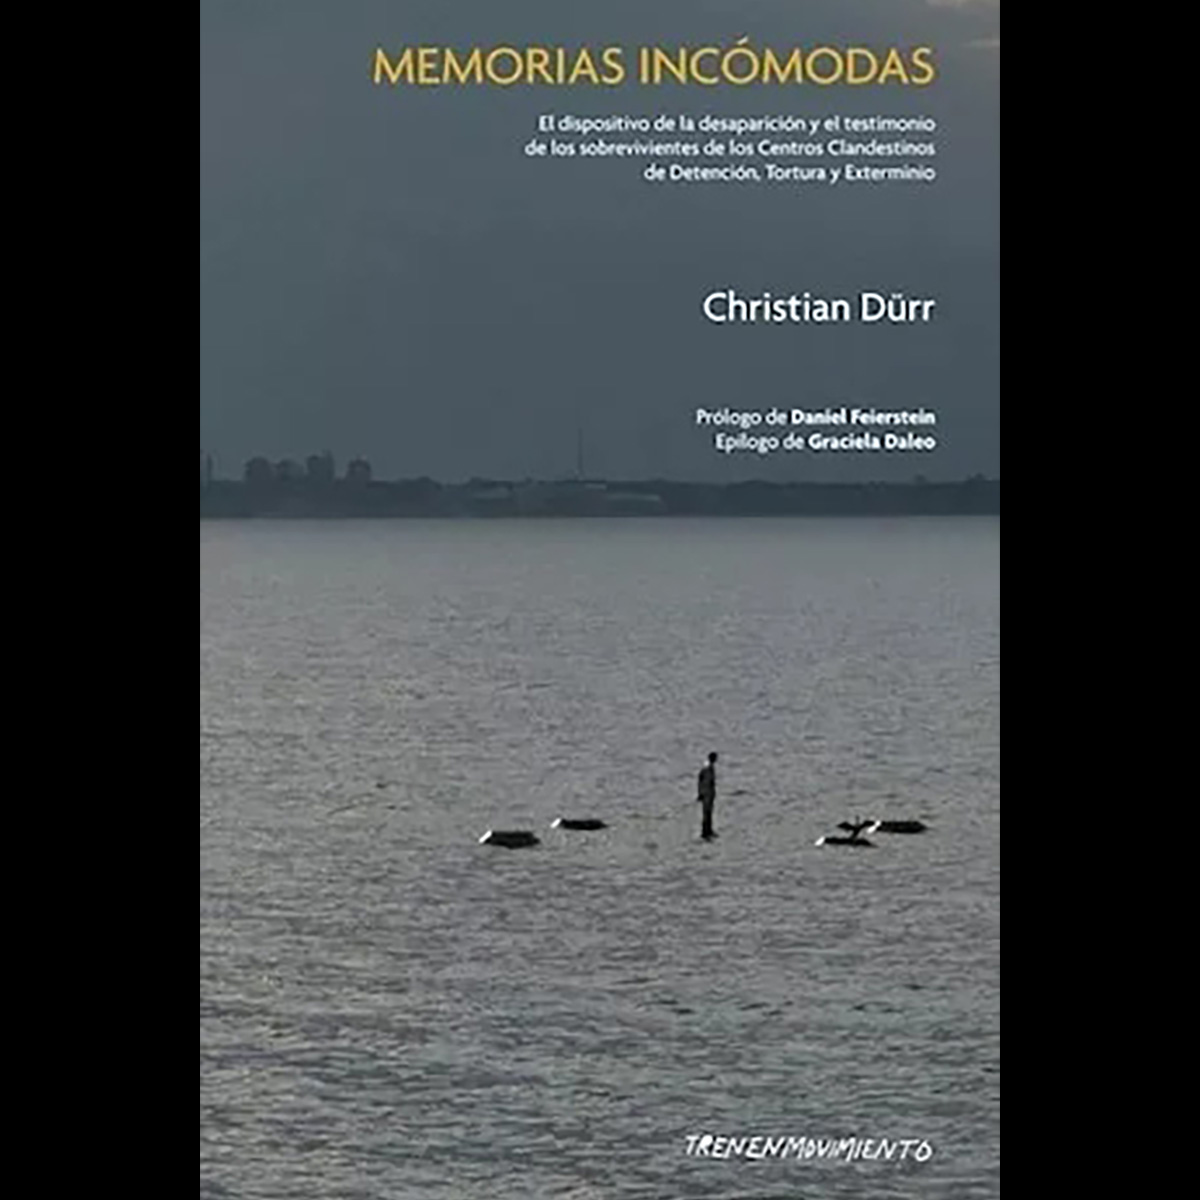 MEMORIAS INCÓMODAS
El dispositivo de la desaparición y el testimonio
de los sobrevivientes de los Centros Clandestinos
de Detención, Tortura y Exterminio
Christian Dürr
Prólogo de Daniel Feierstein
Epílogo de Graciela Daleo
TRENENMOVIMIENTO